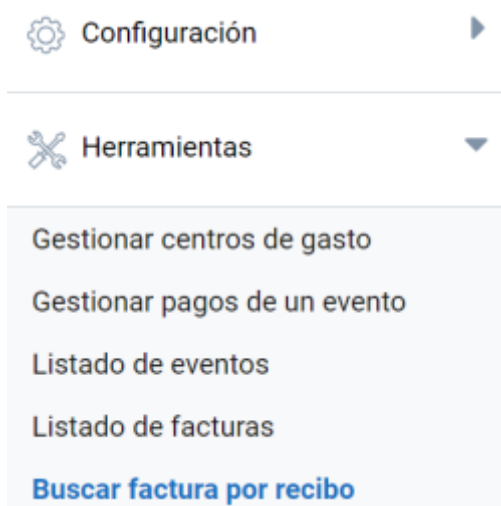 Configuración
Herramientas
Gestionar centros de gasto
Gestionar pagos de un evento
Listado de eventos
Listado de facturas
Buscar factura por recibo